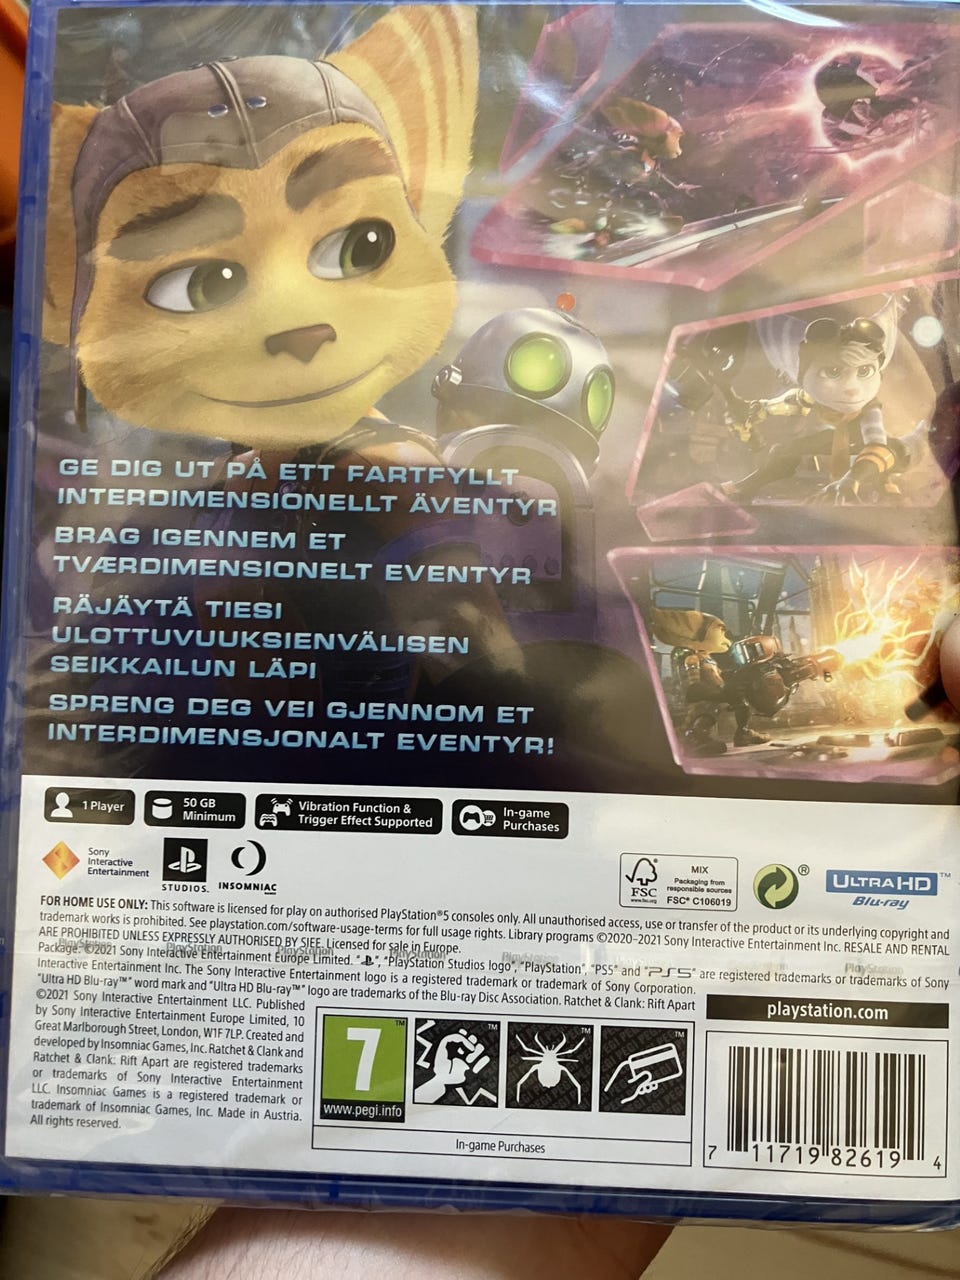 GE DIG UT PÅ ETT FARTFYLLT
INTERDIMENSIONELLT ÄVENTYR
BRAG IGENNEM ET
TVÆRDIMENSIONELT EVENTYR
RÄJÄYTÄ TIESI
ULOTTUVUUKSIENVÄLISEN
SEIKKAILUN LÄPI
SPRENG DEG VEI GJENNOM ET
INTERDIMENSJONALT EVENTYR!
1 Player
50 GB
Minimum
Vibration Function &
Trigger Effect Supported
In-game
Purchases
Sony
Interactive
Entertainment
STUDIOS.
INSOMNIAC
FSC
www.fsc.org
MIX
Packaging from
responsible sources
FSC® C106019
®
ULTRA HD™
Blu-ray
FOR HOME USE ONLY: This software is licensed for play on authorised PlayStation®5 consoles only. All unauthorised access, use or transfer of the product or its underlying copyright and
trademark works is prohibited. See playstation.com/software-usage-terms for full usage rights. Library programs ©2020–2021 Sony Interactive Entertainment Inc. RESALE AND RENTAL
ARE PROHIBITED UNLESS EXPRESSLY AUTHORISED BY SIEE. Licensed for sale in Europe.
Package: ©2021 Sony Interactive Entertainment Europe Limited. " ", "PlayStation Studios logo", "PlayStation", "PS5" and "PS5" are registered trademarks or trademarks of Sony
Interactive Entertainment Inc. The Sony Interactive Entertainment logo is a registered trademark or trademark of Sony Corporation.
"Ultra HD Blu-ray™" word mark and "Ultra HD Blu-ray™" logo are trademarks of the Blu-ray Disc Association. Ratchet & Clank: Rift Apart
©2021 Sony Interactive Entertainment LLC. Published
by Sony Interactive Entertainment Europe Limited, 10
Great Marlborough Street, London, W1F 7LP. Created and
developed by Insomniac Games, Inc. Ratchet & Clank and
Ratchet & Clank: Rift Apart are registered trademarks
or trademarks of Sony Interactive Entertainment
LLC. Insomniac Games is a registered trademark or
trademark of Insomniac Games, Inc. Made in Austria.
All rights reserved.
playstation.com
7
www.pegi.info
In-game Purchases
7 11719 82619 4